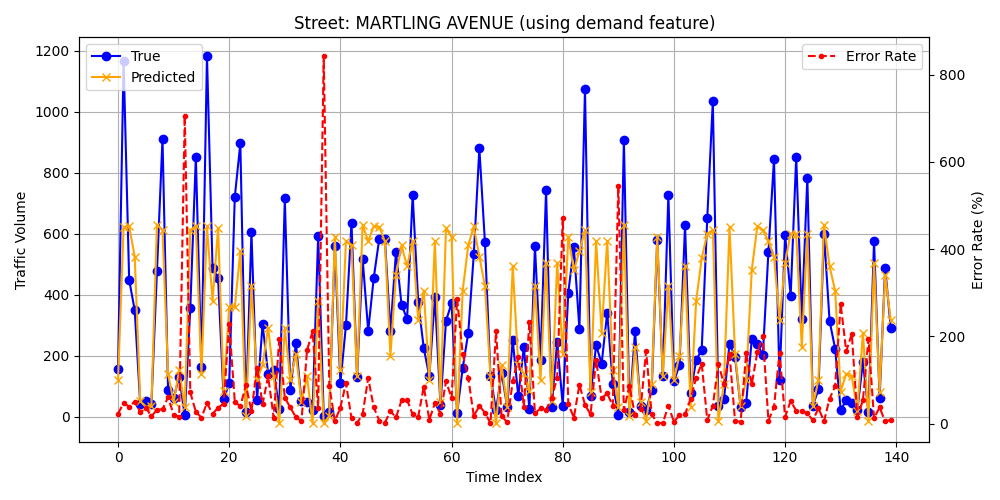 Street: MARTLING AVENUE (using demand feature)
True
Predicted
Error Rate
1200
1000
800
600
400
200
0
800
600
400
200
0
Traffic Volume
Error Rate (%)
0 20 40 60 80 100 120 140
Time Index